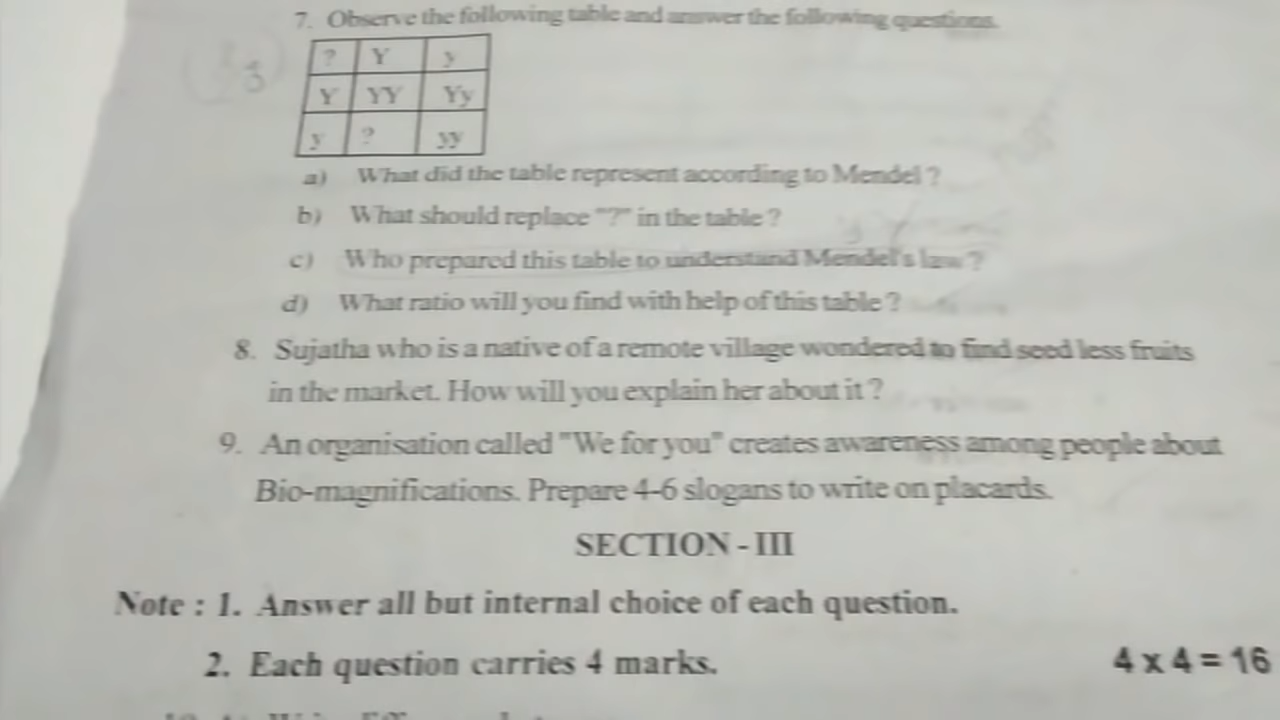 7. Observe the following table and answer the following questions.
? Y y
Y YY Yy
y ? yy
a) What did the table represent according to Mendel ?
b) What should replace "?" in the table ?
c) Who prepared this table to understand Mendel's law ?
d) What ratio will you find with help of this table ?
8. Sujatha who is a native of a remote village wondered to find seed less fruits
in the market. How will you explain her about it ?
9. An organisation called "We for you" creates awareness among people about
Bio-magnifications. Prepare 4-6 slogans to write on placards.
SECTION - III
Note : 1. Answer all but internal choice of each question.
2. Each question carries 4 marks. 4 x 4 = 16